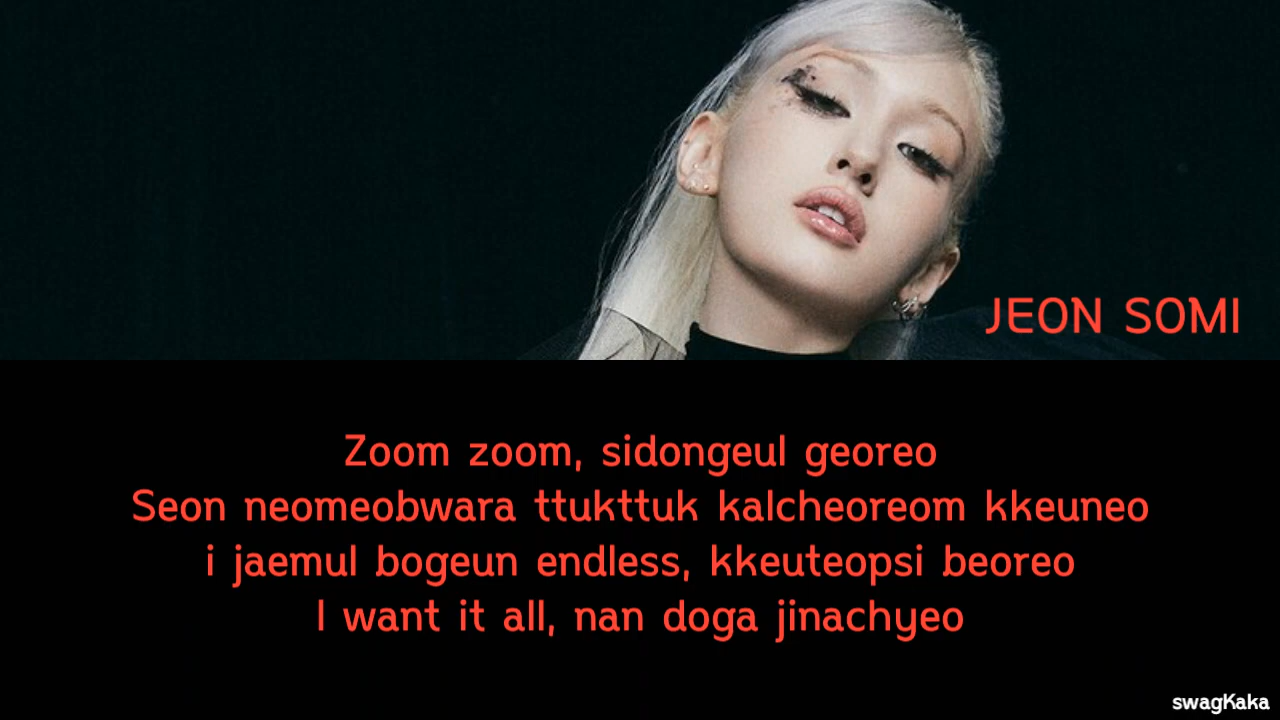 JEON SOMI
Zoom zoom, sidongeul georeo
Seon neomeobwara ttukttuk kalcheoreom kkeuneo
i jaemul bogeun endless, kkeuteopsi beoreo
I want it all, nan doga jinachyeo
swagKaka